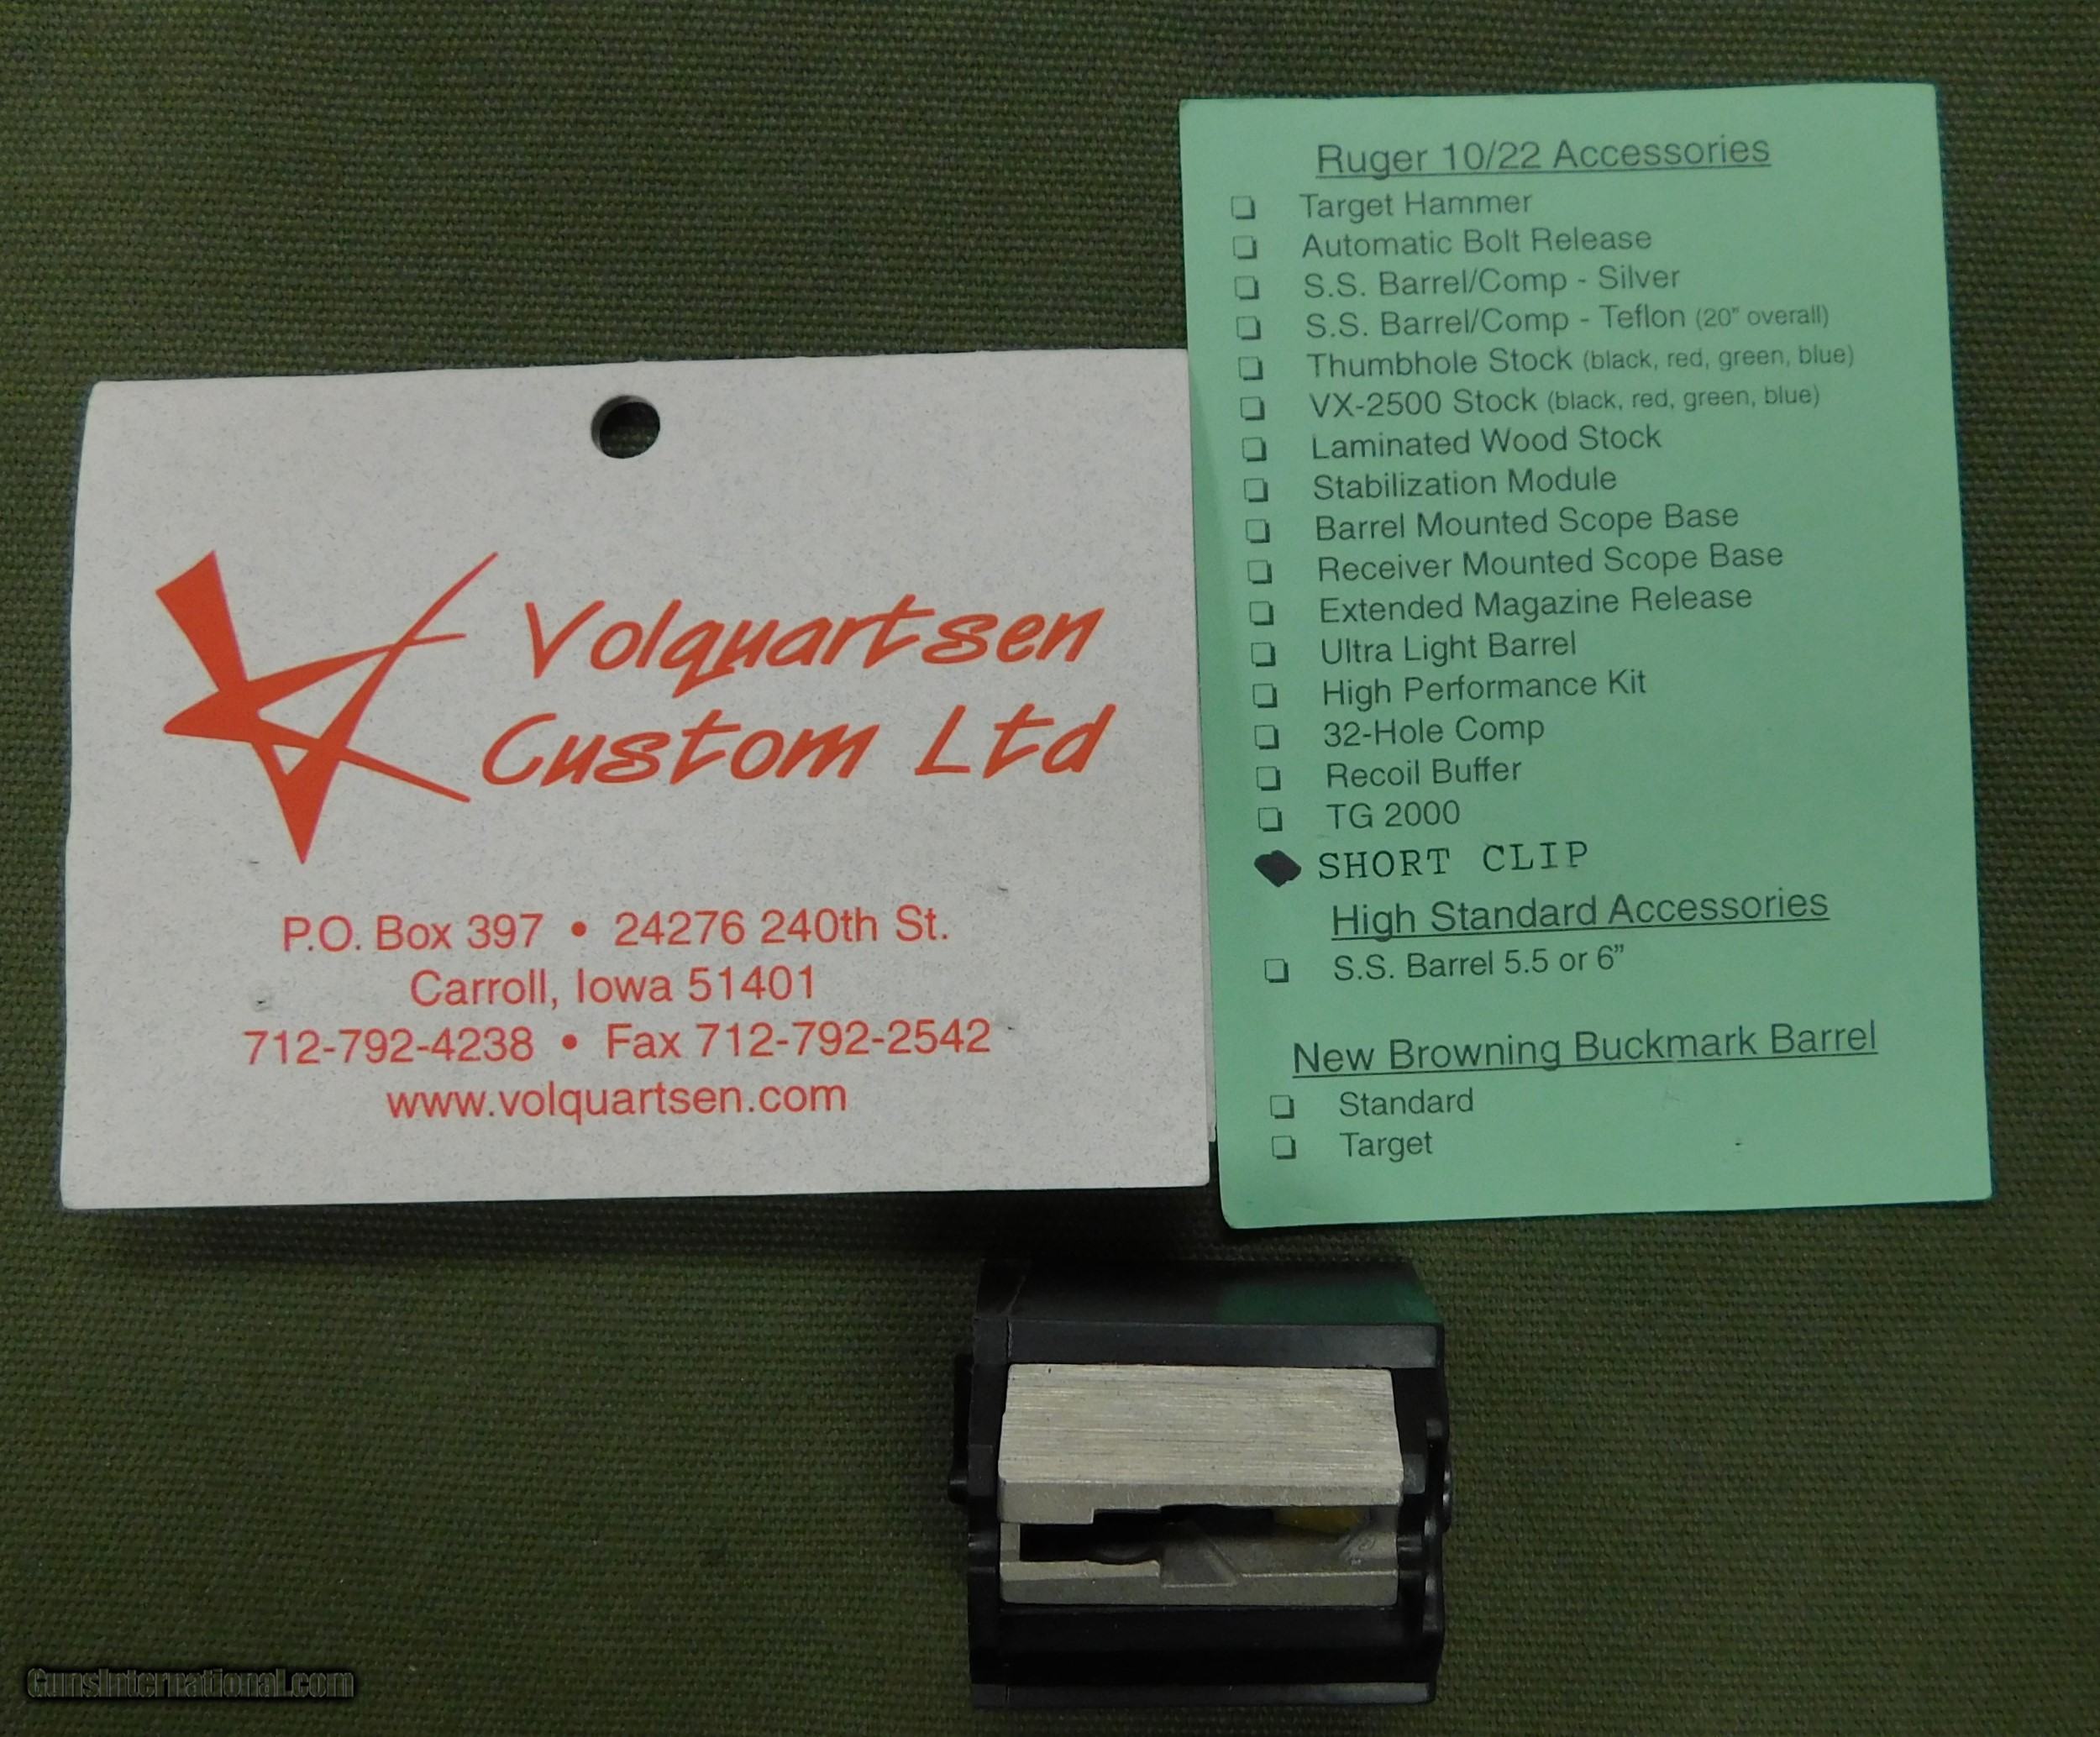 Volquartsen
Custom Ltd
P.O. Box 397 • 24276 240th St.
Carroll, Iowa 51401
712-792-4238 • Fax 712-792-2542
www.volquartsen.com
Ruger 10/22 Accessories
❏ Target Hammer
❏ Automatic Bolt Release
❏ S.S. Barrel/Comp - Silver
❏ S.S. Barrel/Comp - Teflon (20" overall)
❏ Thumbhole Stock (black, red, green, blue)
❏ VX-2500 Stock (black, red, green, blue)
❏ Laminated Wood Stock
❏ Stabilization Module
❏ Barrel Mounted Scope Base
❏ Receiver Mounted Scope Base
❏ Extended Magazine Release
❏ Ultra Light Barrel
❏ High Performance Kit
❏ 32-Hole Comp
❏ Recoil Buffer
❏ TG 2000
SHORT CLIP
High Standard Accessories
❏ S.S. Barrel 5.5 or 6”
New Browning Buckmark Barrel
❏ Standard
❏ Target
GunsInternational.com